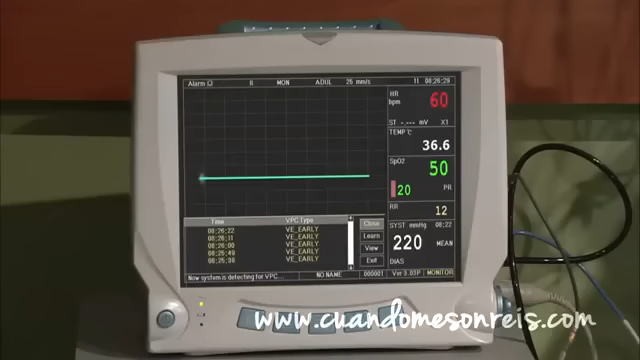 Alarm R MON ADUL 25 mm/s 11 08:26:29
HR
bpm
60
ST -.--- mV X1
TEMP °C
36.6
SpO2
50
20 PR
RR
12
SYST mmHg 08:22
220 MEAN
DIAS
Time VPC Type
08:26:22 VE_EARLY
08:26:11 VE_EARLY
08:26:00 VE_EARLY
08:25:49 VE_EARLY
08:25:38 VE_EARLY
Close
Learn
View
Exit
Now system is detecting for VPC... NO NAME 000001 Ver 3.03P MONITOR
www.cuandomesonreis.com